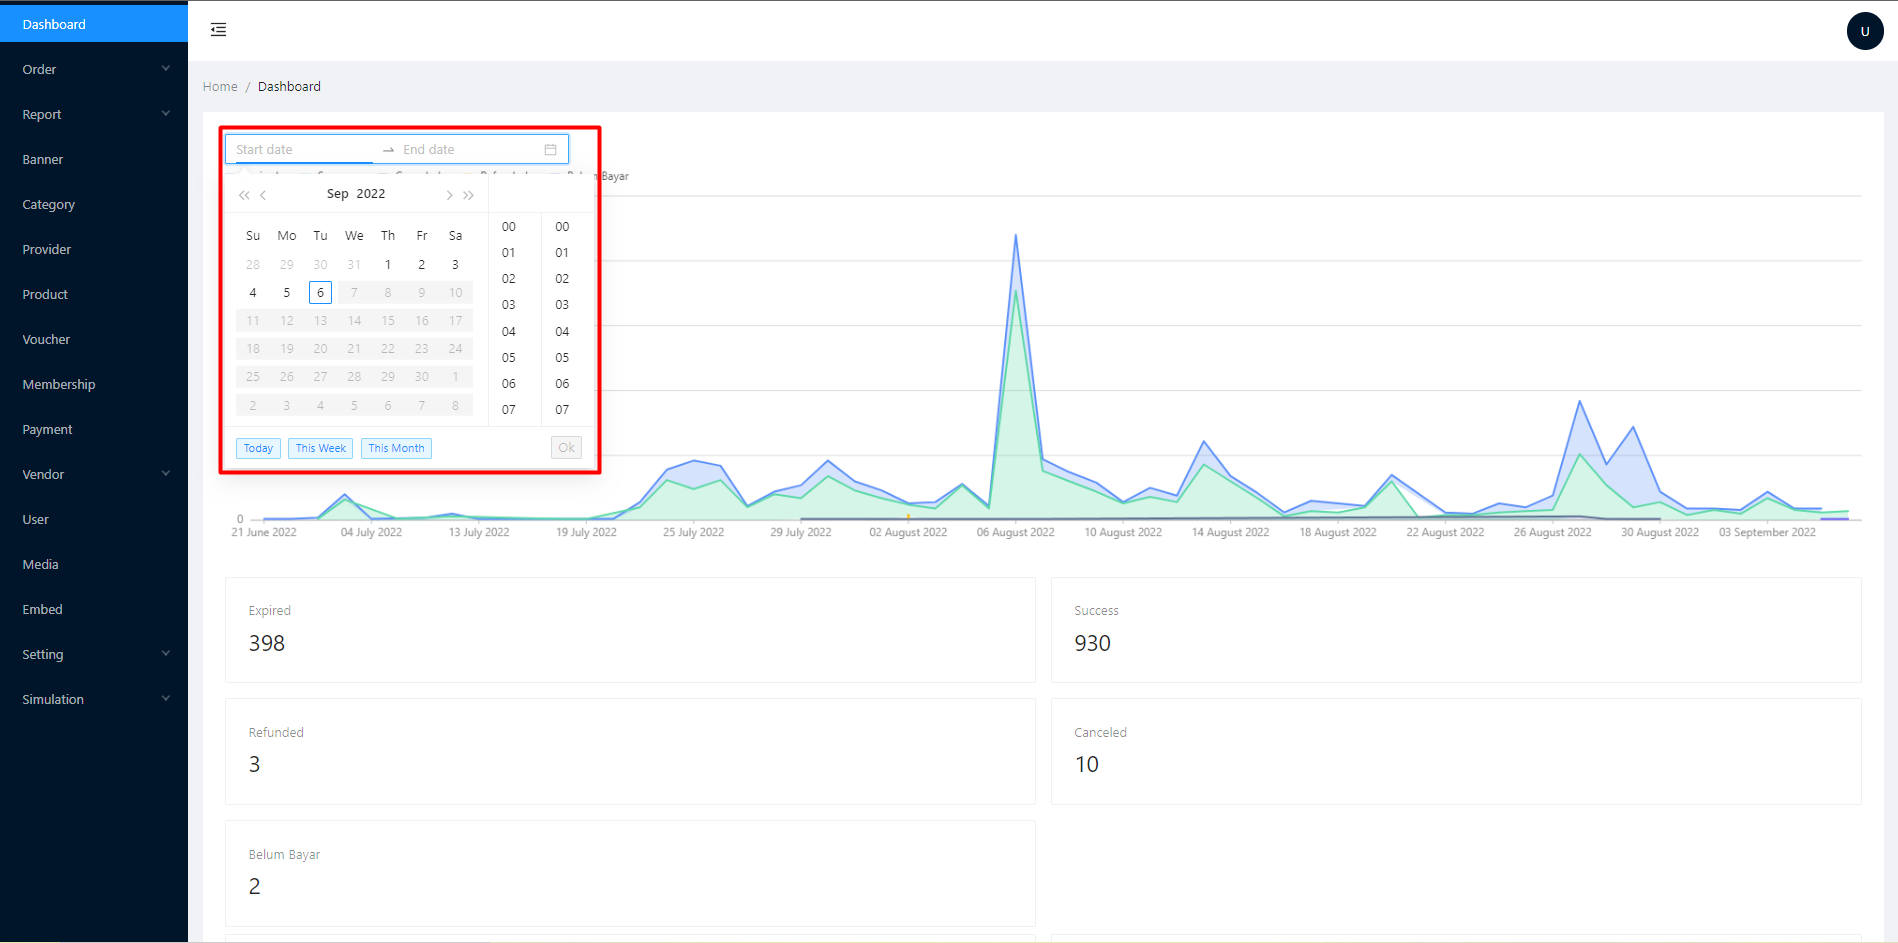 Dashboard
Order
Report
Banner
Category
Provider
Product
Voucher
Membership
Payment
Vendor
User
Media
Embed
Setting
Simulation
U
Home / Dashboard
Start date → End date
Bayar
Sep 2022
Su Mo Tu We Th Fr Sa
28 29 30 31 1 2 3
4 5 6 7 8 9 10
11 12 13 14 15 16 17
18 19 20 21 22 23 24
25 26 27 28 29 30 1
2 3 4 5 6 7 8
00 00
01 01
02 02
03 03
04 04
05 05
06 06
07 07
Today This Week This Month Ok
0
21 June 2022 04 July 2022 13 July 2022 19 July 2022 25 July 2022 29 July 2022 02 August 2022 06 August 2022 10 August 2022 14 August 2022 18 August 2022 22 August 2022 26 August 2022 30 August 2022 03 September 2022
Expired
398
Success
930
Refunded
3
Canceled
10
Belum Bayar
2